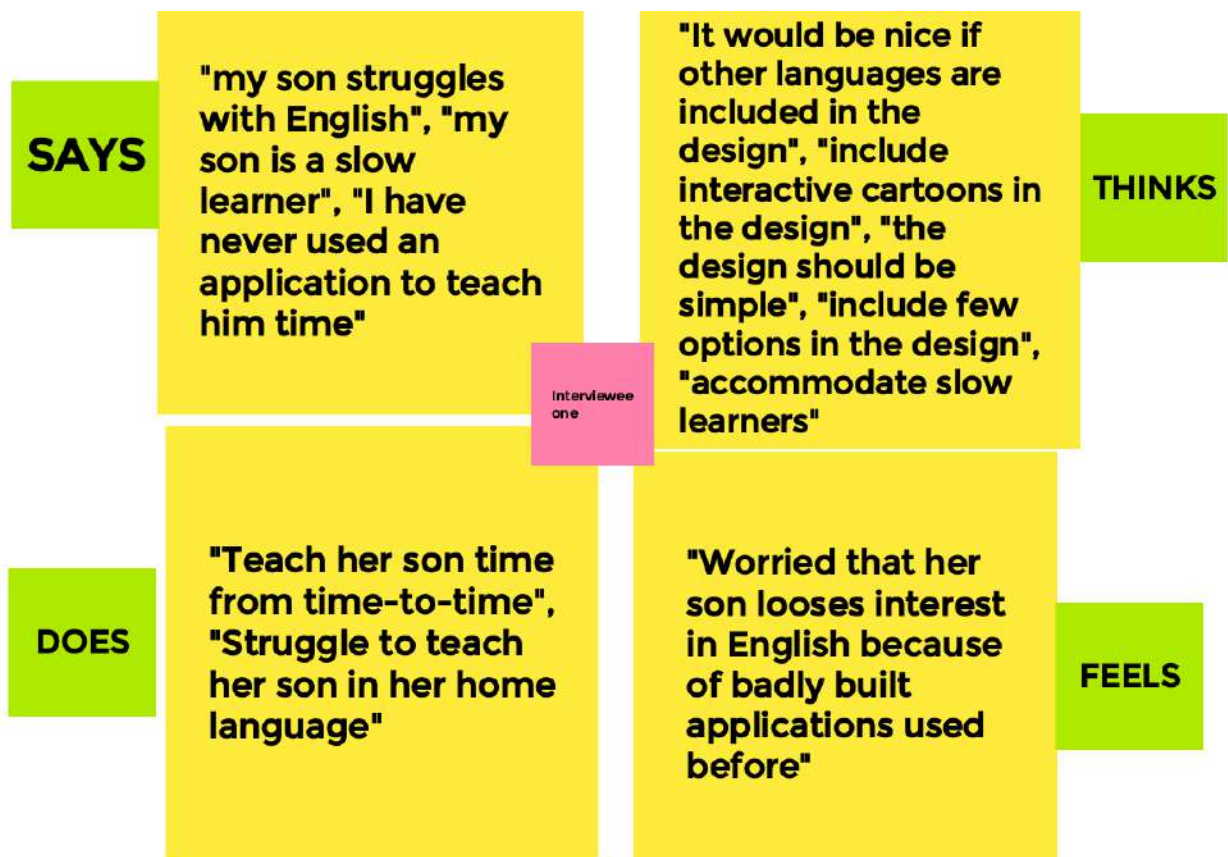 SAYS
"my son struggles
with English", "my
son is a slow
learner", "I have
never used an
application to teach
him time"
"It would be nice if
other languages are
included in the
design", "include
interactive cartoons in
the design", "the
design should be
simple", "include few
options in the design",
"accommodate slow
learners"
THINKS
Interviewee
one
DOES
"Teach her son time
from time-to-time",
"Struggle to teach
her son in her home
language"
"Worried that her
son looses interest
in English because
of badly built
applications used
before"
FEELS